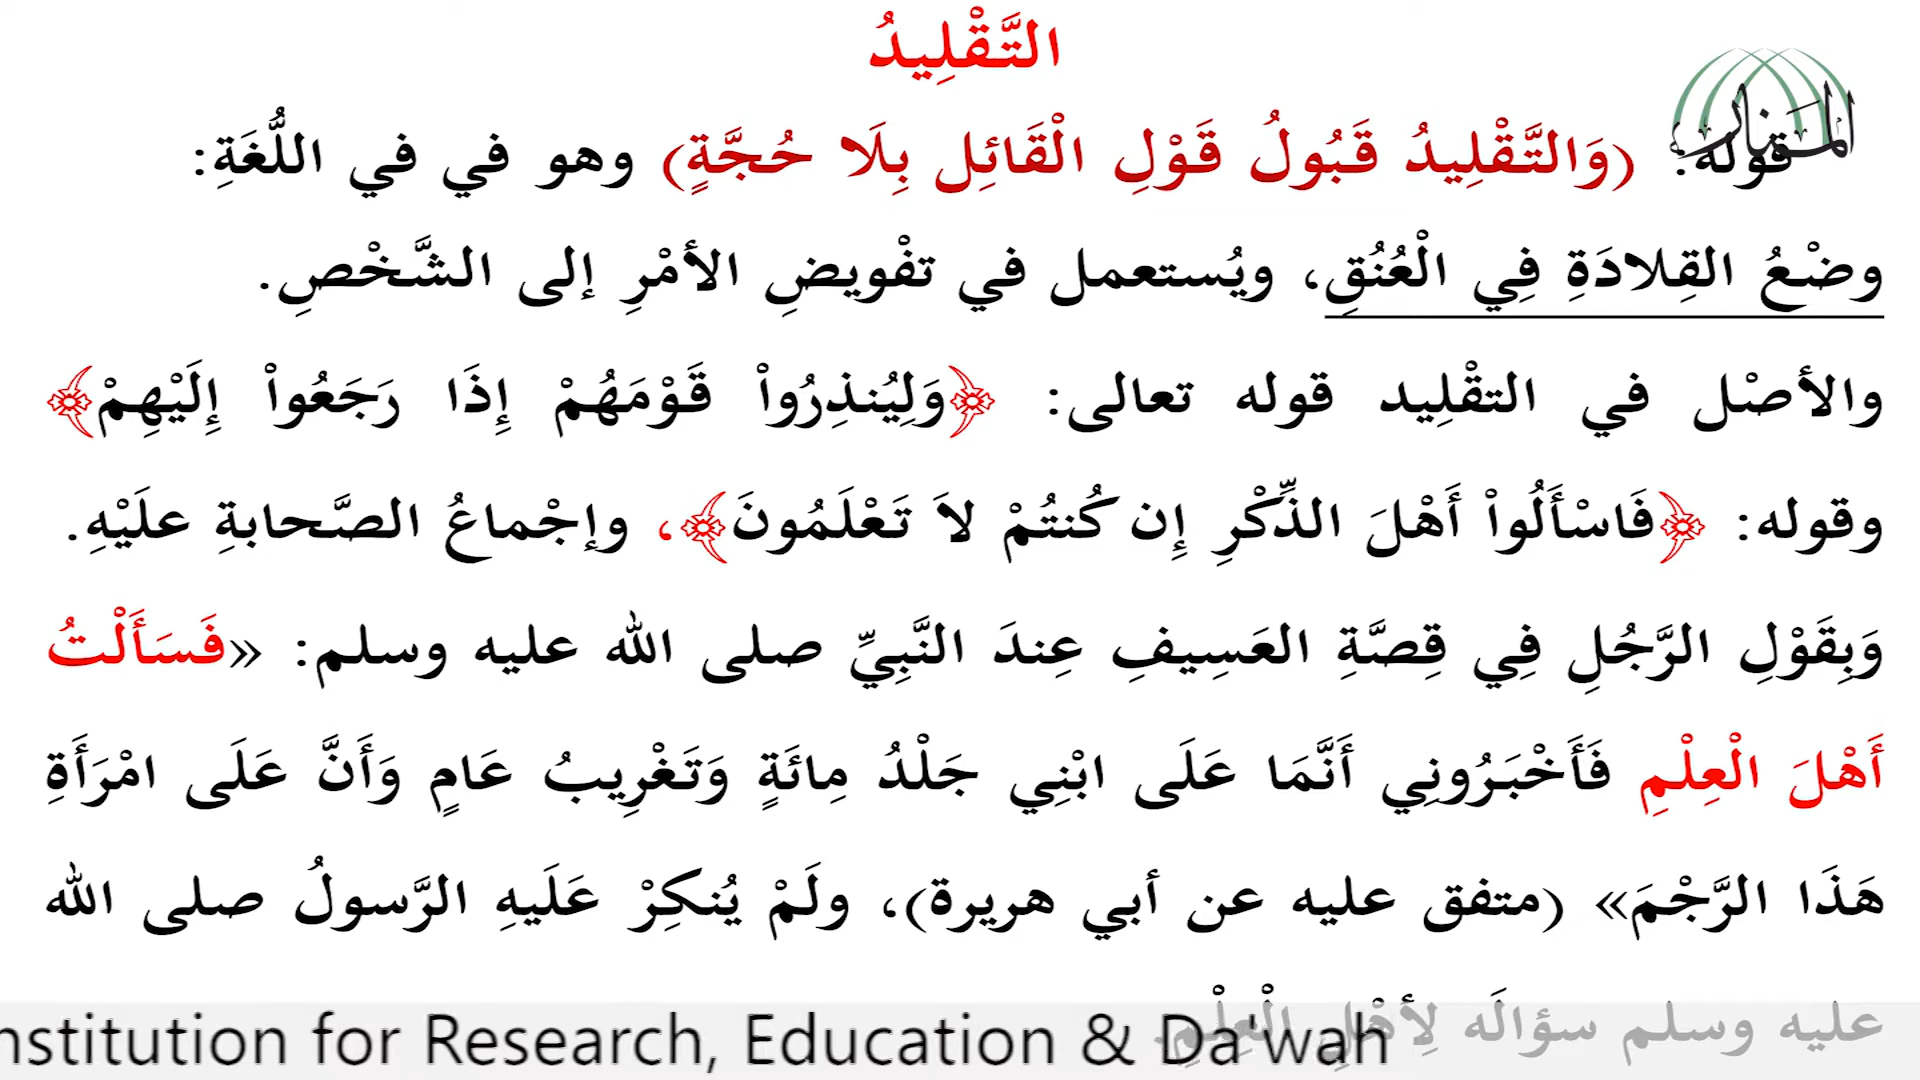 التَّقْلِيدُ
المنار
قوله: (وَالتَّقْلِيدُ قَبُولُ قَوْلِ الْقَائِل بِلَا حُجَّةٍ) وهو في في اللُّغَةِ:
وضْعُ القِلادَةِ فِي الْعُنُقِ، ويُستعمل في تفْويضِ الأمْرِ إلى الشَّخْصِ.
والأصْل في التقْلِيد قوله تعالى: ﴿وَلِيُنذِرُواْ قَوْمَهُمْ إِذَا رَجَعُواْ إِلَيْهِمْ﴾
وقوله: ﴿فَاسْأَلُواْ أَهْلَ الذِّكْرِ إِن كُنتُمْ لاَ تَعْلَمُونَ﴾، وإجْماعُ الصَّحابةِ علَيْهِ.
وَبِقَوْلِ الرَّجُلِ فِي قِصَّةِ العَسِيفِ عِندَ النَّبِيِّ صلى الله عليه وسلم: «فَسَأَلْتُ
أَهْلَ الْعِلْمِ فَأَخْبَرُونِي أَنَّمَا عَلَى ابْنِي جَلْدُ مِائَةٍ وَتَغْرِيبُ عَامٍ وَأَنَّ عَلَى امْرَأَةِ
هَذَا الرَّجْمَ» (متفق عليه عن أبي هريرة)، ولَمْ يُنكِرْ عَلَيهِ الرَّسولُ صلى الله
عليه وسلم سؤالَه لِأهْلِ الْعِلْمِ.
nstitution for Research, Education & Da'wah